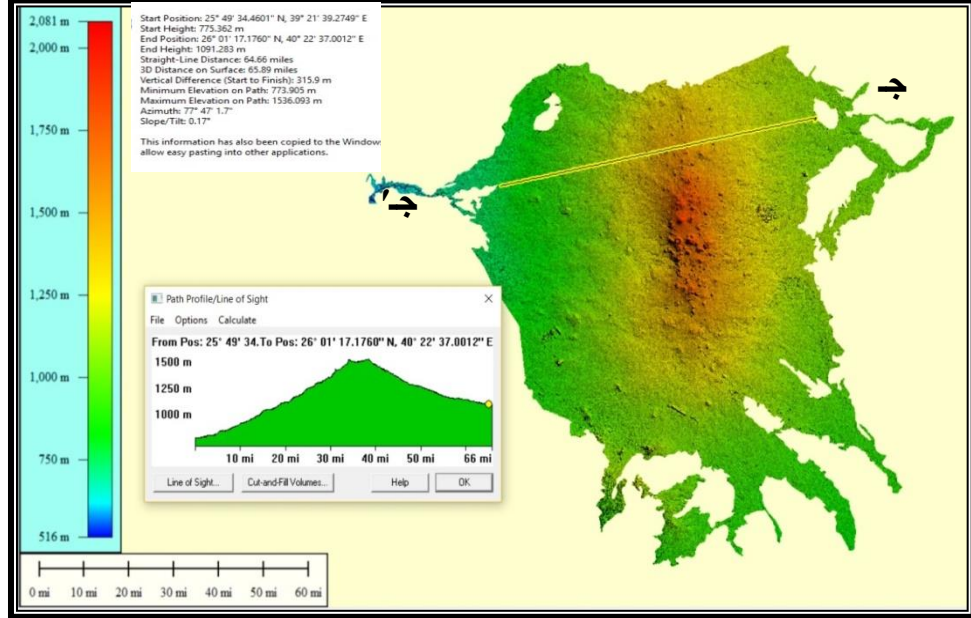 2,081 m
2,000 m
1,750 m
1,500 m
1,250 m
1,000 m
750 m
516 m
Start Position: 25° 49' 34.4601" N, 39° 21' 39.2749" E
Start Height: 775.362 m
End Position: 26° 01' 17.1760" N, 40° 22' 37.0012" E
End Height: 1091.283 m
Straight-Line Distance: 64.66 miles
3D Distance on Surface: 65.89 miles
Vertical Difference (Start to Finish): 315.9 m
Minimum Elevation on Path: 773.905 m
Maximum Elevation on Path: 1536.093 m
Azimuth: 77° 47' 1.7"
Slope/Tilt: 0.17°
This information has also been copied to the Window
allow easy pasting into other applications.
ج
ج'
Path Profile/Line of Sight
File Options Calculate
From Pos: 25° 49' 34.To Pos: 26° 01' 17.1760" N, 40° 22' 37.0012" E
1500 m
1250 m
1000 m
10 mi 20 mi 30 mi 40 mi 50 mi 66 mi
Line of Sight... Cut-and-Fill Volumes... Help OK
0 mi 10 mi 20 mi 30 mi 40 mi 50 mi 60 mi